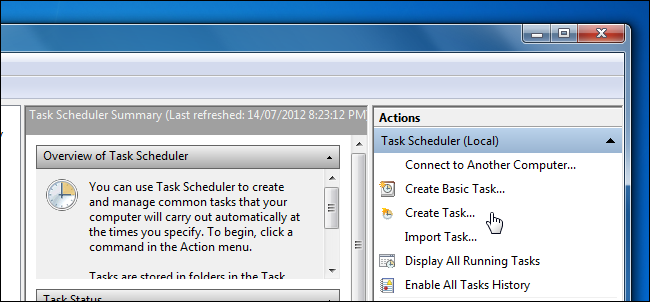 Task Scheduler Summary (Last refreshed: 14/07/2012 8:23:12 PM
Overview of Task Scheduler
You can use Task Scheduler to create
and manage common tasks that your
computer will carry out automatically at
the times you specify. To begin, click a
command in the Action menu.
Tasks are stored in folders in the Task
Task Status
Actions
Task Scheduler (Local)
Connect to Another Computer...
Create Basic Task...
Create Task...
Import Task...
Display All Running Tasks
Enable All Tasks History